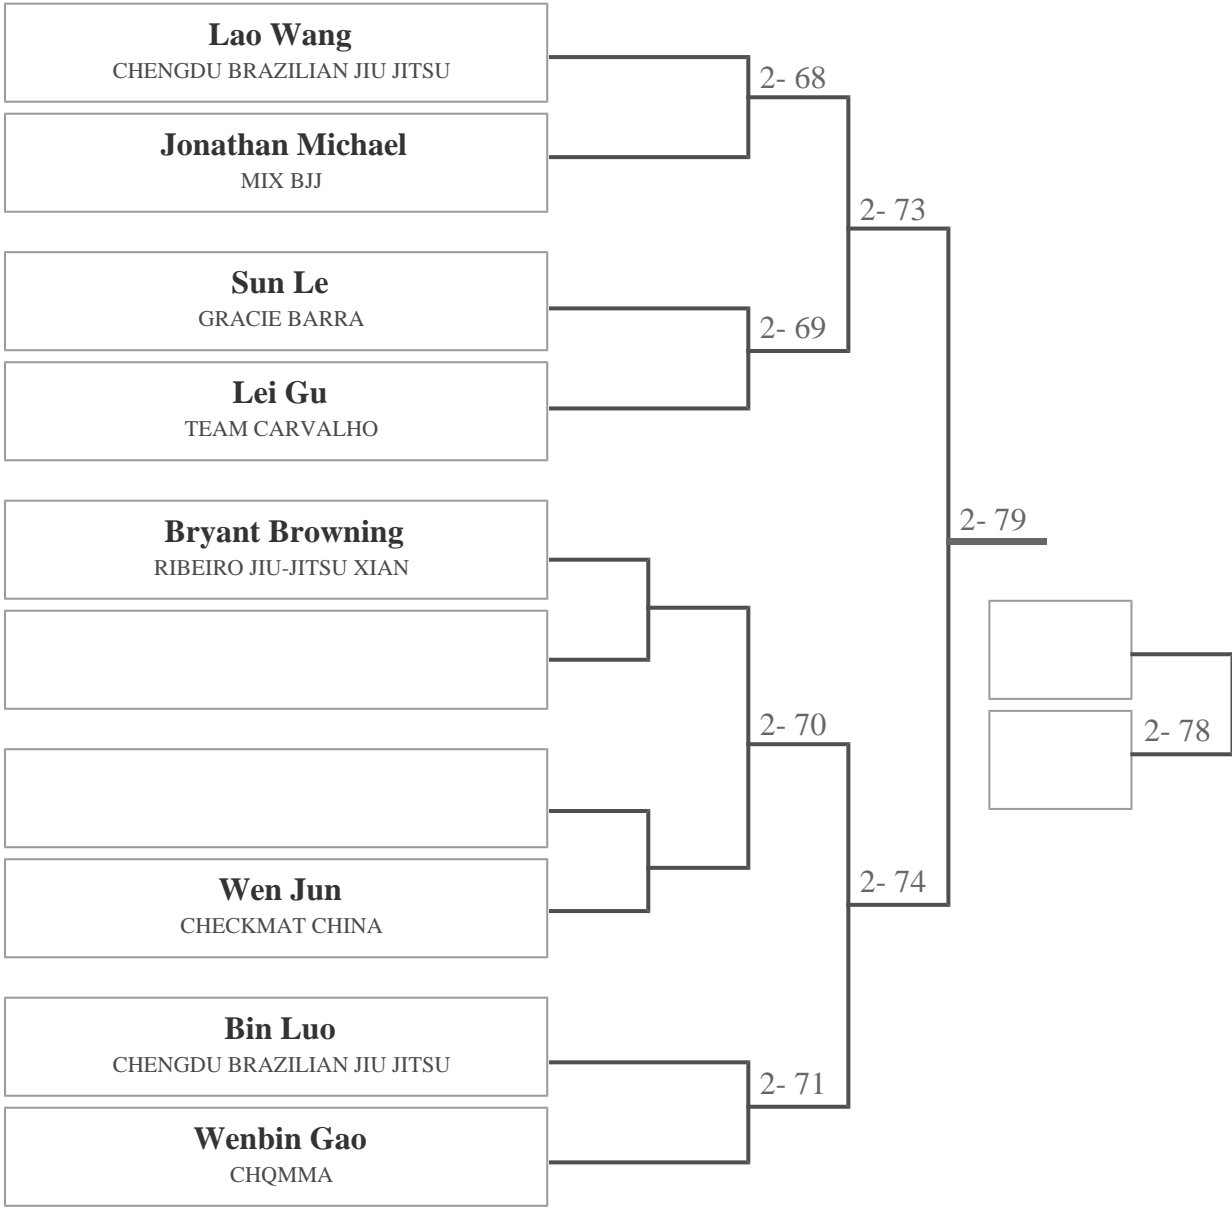 Lao Wang
CHENGDU BRAZILIAN JIU JITSU
2- 68
Jonathan Michael
MIX BJJ
2- 73
Sun Le
GRACIE BARRA
2- 69
Lei Gu
TEAM CARVALHO
Bryant Browning
RIBEIRO JIU-JITSU XIAN
2- 79
2- 70
2- 78
Wen Jun
CHECKMAT CHINA
2- 74
Bin Luo
CHENGDU BRAZILIAN JIU JITSU
2- 71
Wenbin Gao
CHQMMA